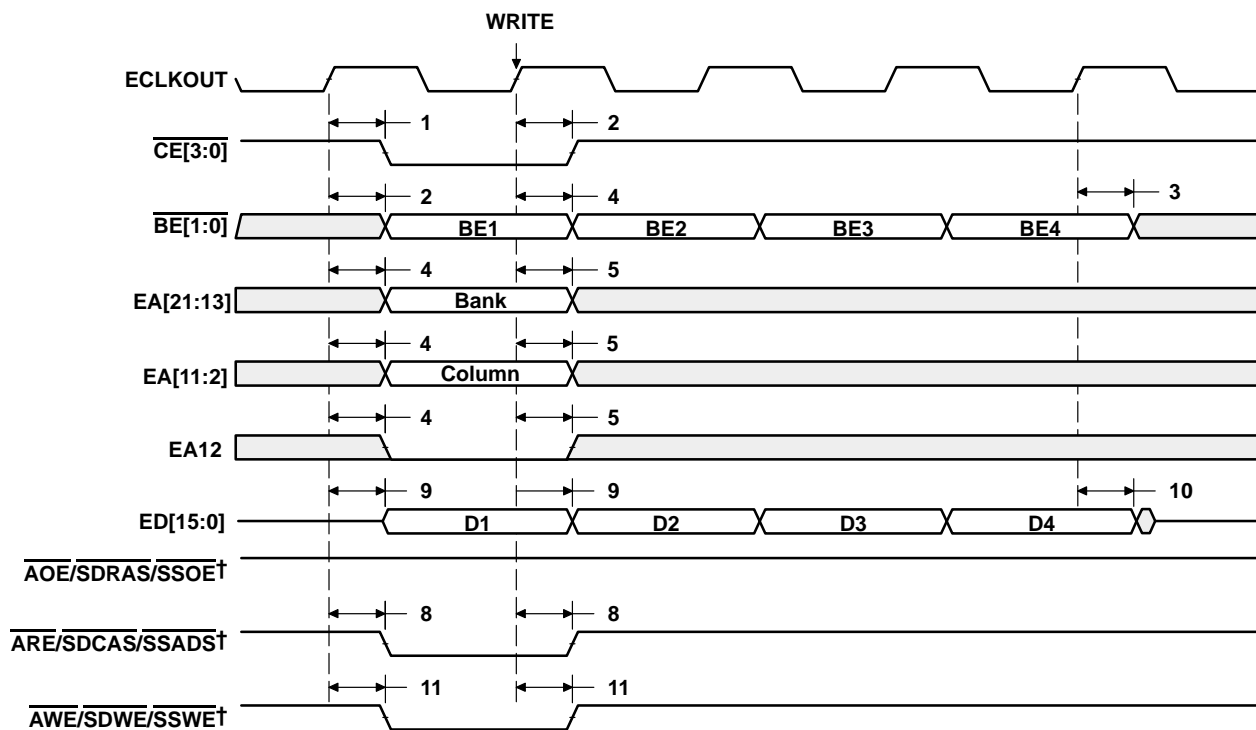 WRITE
ECLKOUT
1 2
CE[3:0]
2 4 3
BE[1:0] BE1 BE2 BE3 BE4
4 5
EA[21:13] Bank
4 5
EA[11:2] Column
4 5
EA12
9 9 10
ED[15:0] D1 D2 D3 D4
AOE/SDRAS/SSOE†
8 8
ARE/SDCAS/SSADS†
11 11
AWE/SDWE/SSWE†